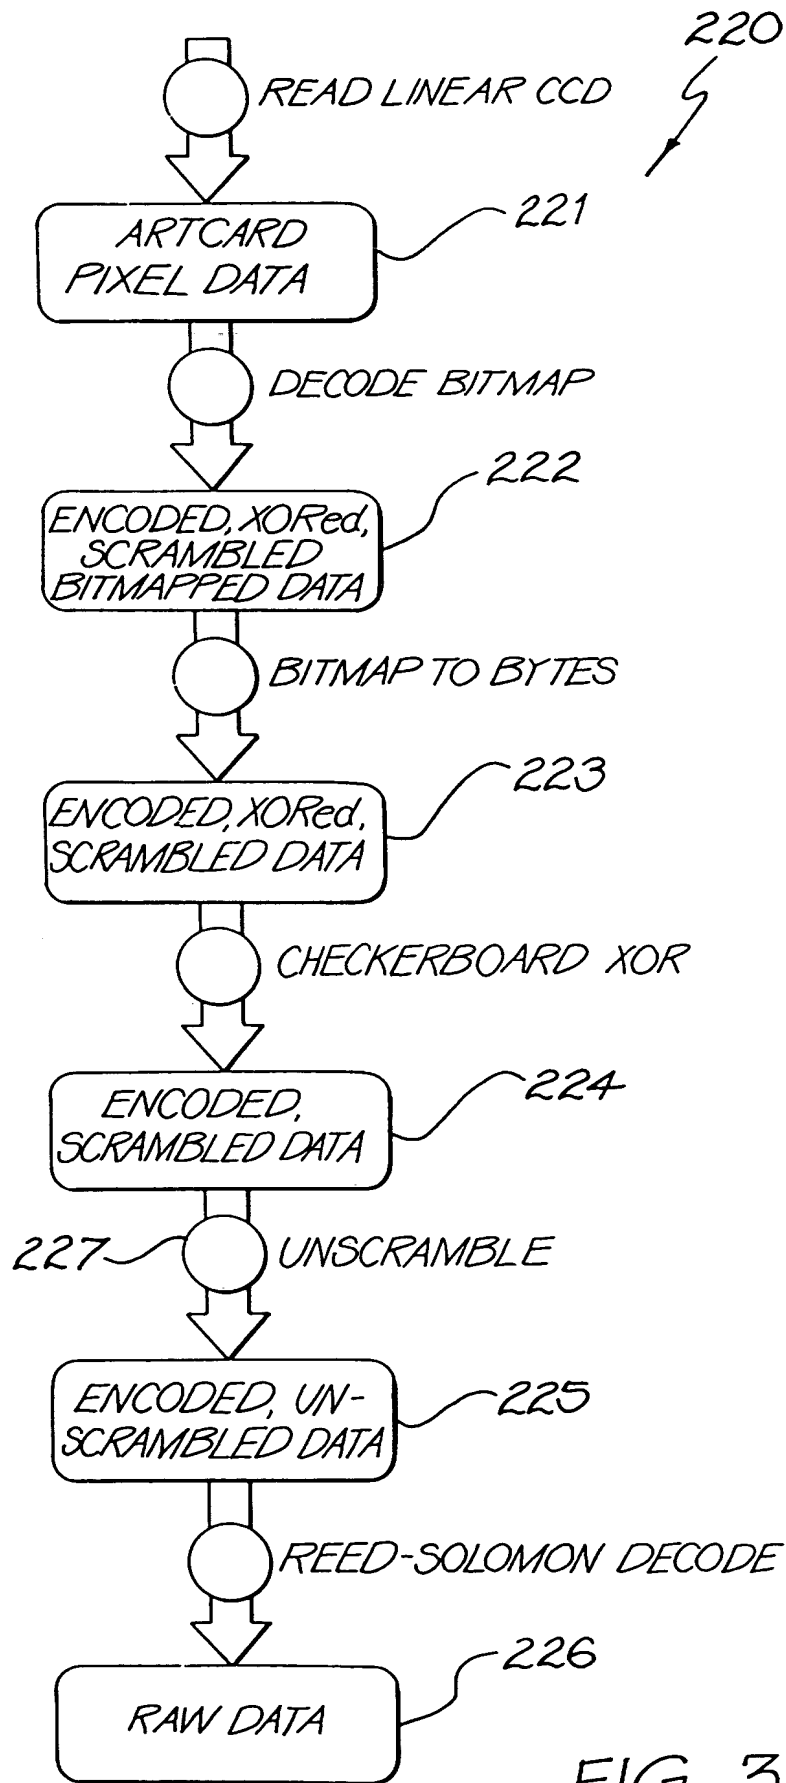 220
READ LINEAR CCD
221
ARTCARD
PIXEL DATA
DECODE BITMAP
222
ENCODED, XORed,
SCRAMBLED
BITMAPPED DATA
BITMAP TO BYTES
223
ENCODED, XORed,
SCRAMBLED DATA
CHECKERBOARD XOR
224
ENCODED,
SCRAMBLED DATA
227 UNSCRAMBLE
225
ENCODED, UN-
SCRAMBLED DATA
REED-SOLOMON DECODE
226
RAW DATA
FIG. 3